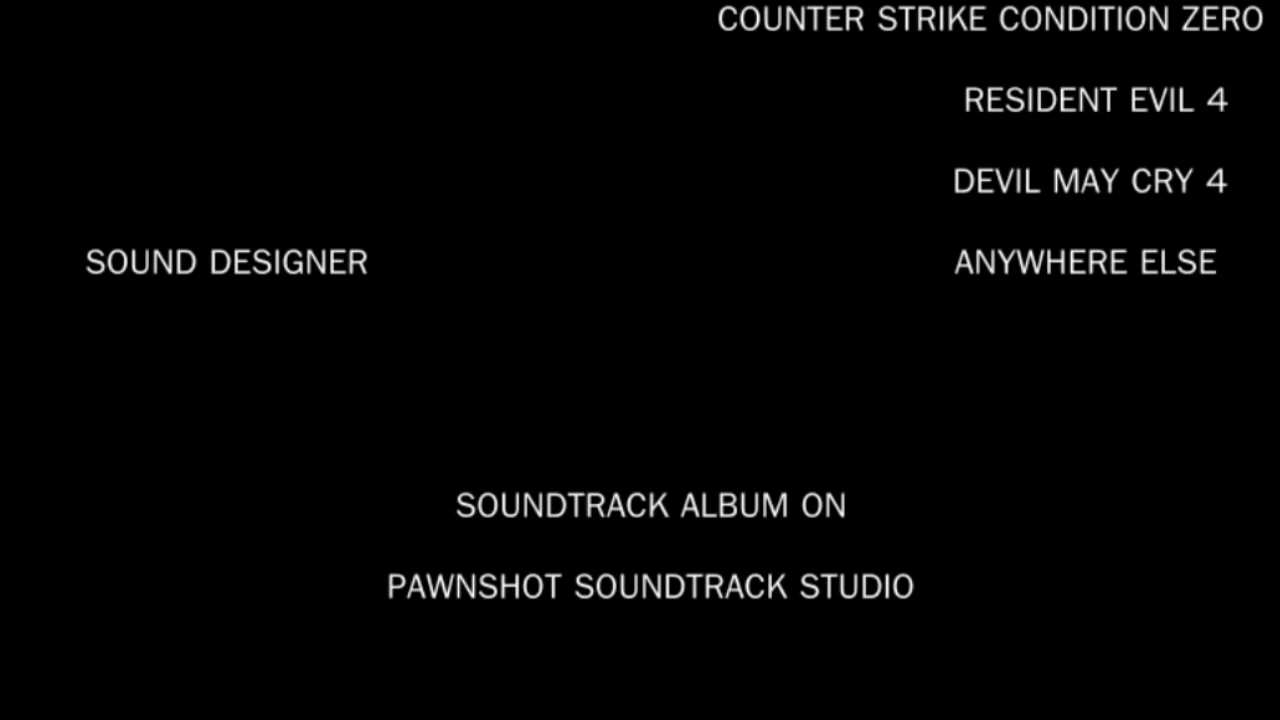 COUNTER STRIKE CONDITION ZERO
RESIDENT EVIL 4
DEVIL MAY CRY 4
SOUND DESIGNER ANYWHERE ELSE
SOUNDTRACK ALBUM ON
PAWNSHOT SOUNDTRACK STUDIO